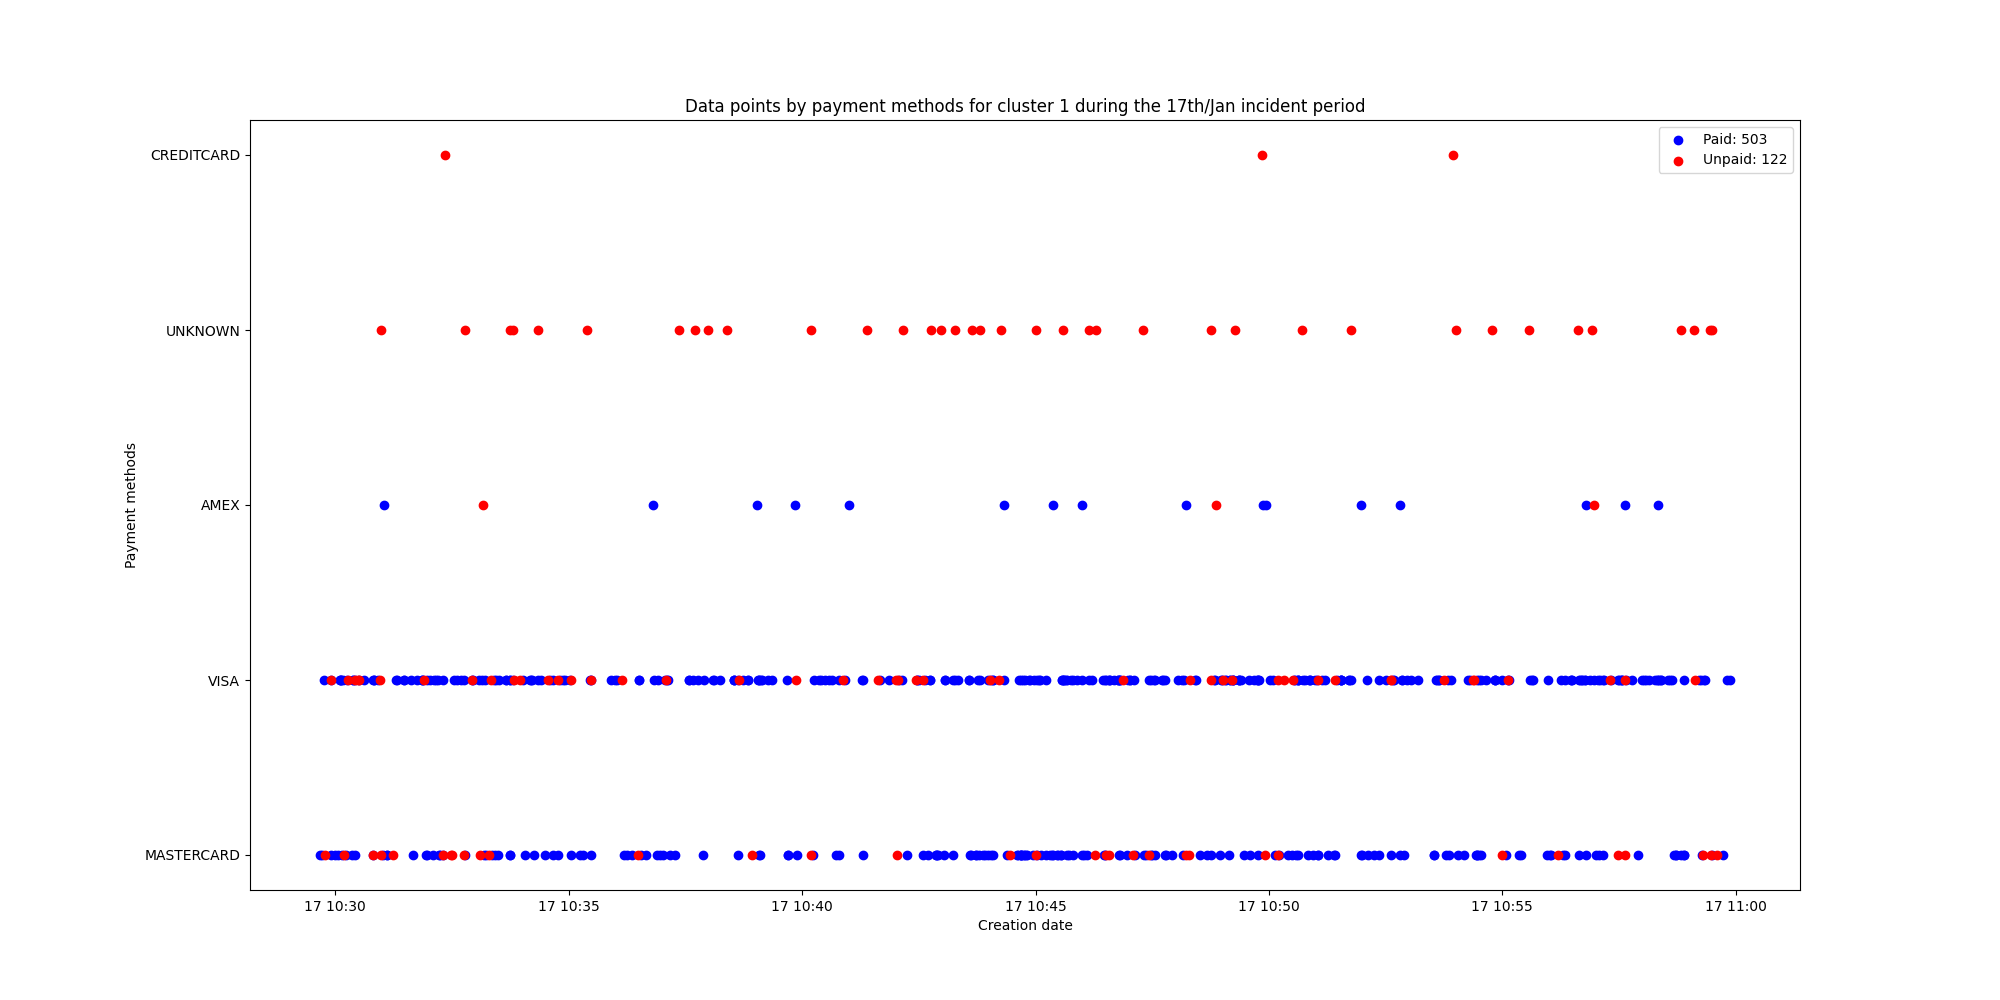 Data points by payment methods for cluster 1 during the 17th/Jan incident period
Paid: 503
Unpaid: 122
CREDITCARD
UNKNOWN
AMEX
VISA
MASTERCARD
Payment methods
17 10:30
17 10:35
17 10:40
17 10:45
17 10:50
17 10:55
17 11:00
Creation date